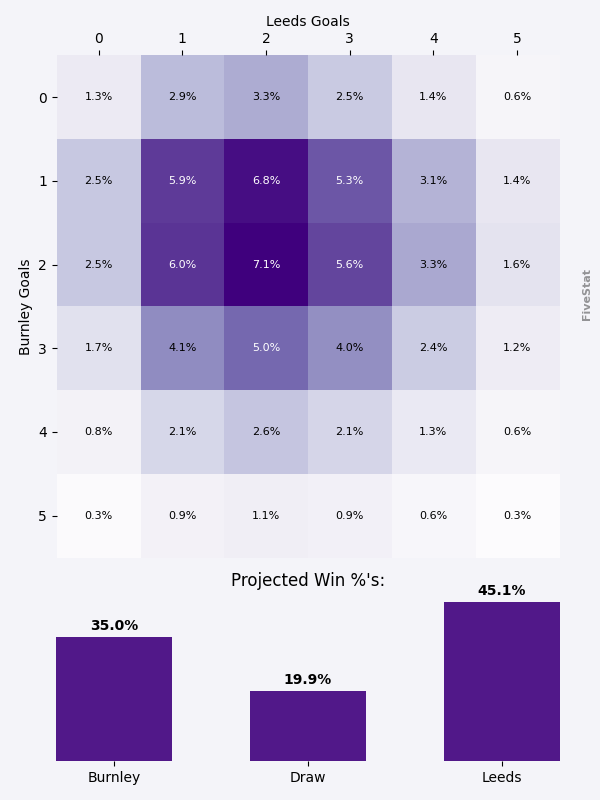 Leeds Goals
0 1 2 3 4 5
0 1.3% 2.9% 3.3% 2.5% 1.4% 0.6%
1 2.5% 5.9% 6.8% 5.3% 3.1% 1.4%
2 2.5% 6.0% 7.1% 5.6% 3.3% 1.6%
3 1.7% 4.1% 5.0% 4.0% 2.4% 1.2%
4 0.8% 2.1% 2.6% 2.1% 1.3% 0.6%
5 0.3% 0.9% 1.1% 0.9% 0.6% 0.3%
Burnley Goals
FiveStat
Projected Win %'s:
35.0% 19.9% 45.1%
Burnley Draw Leeds